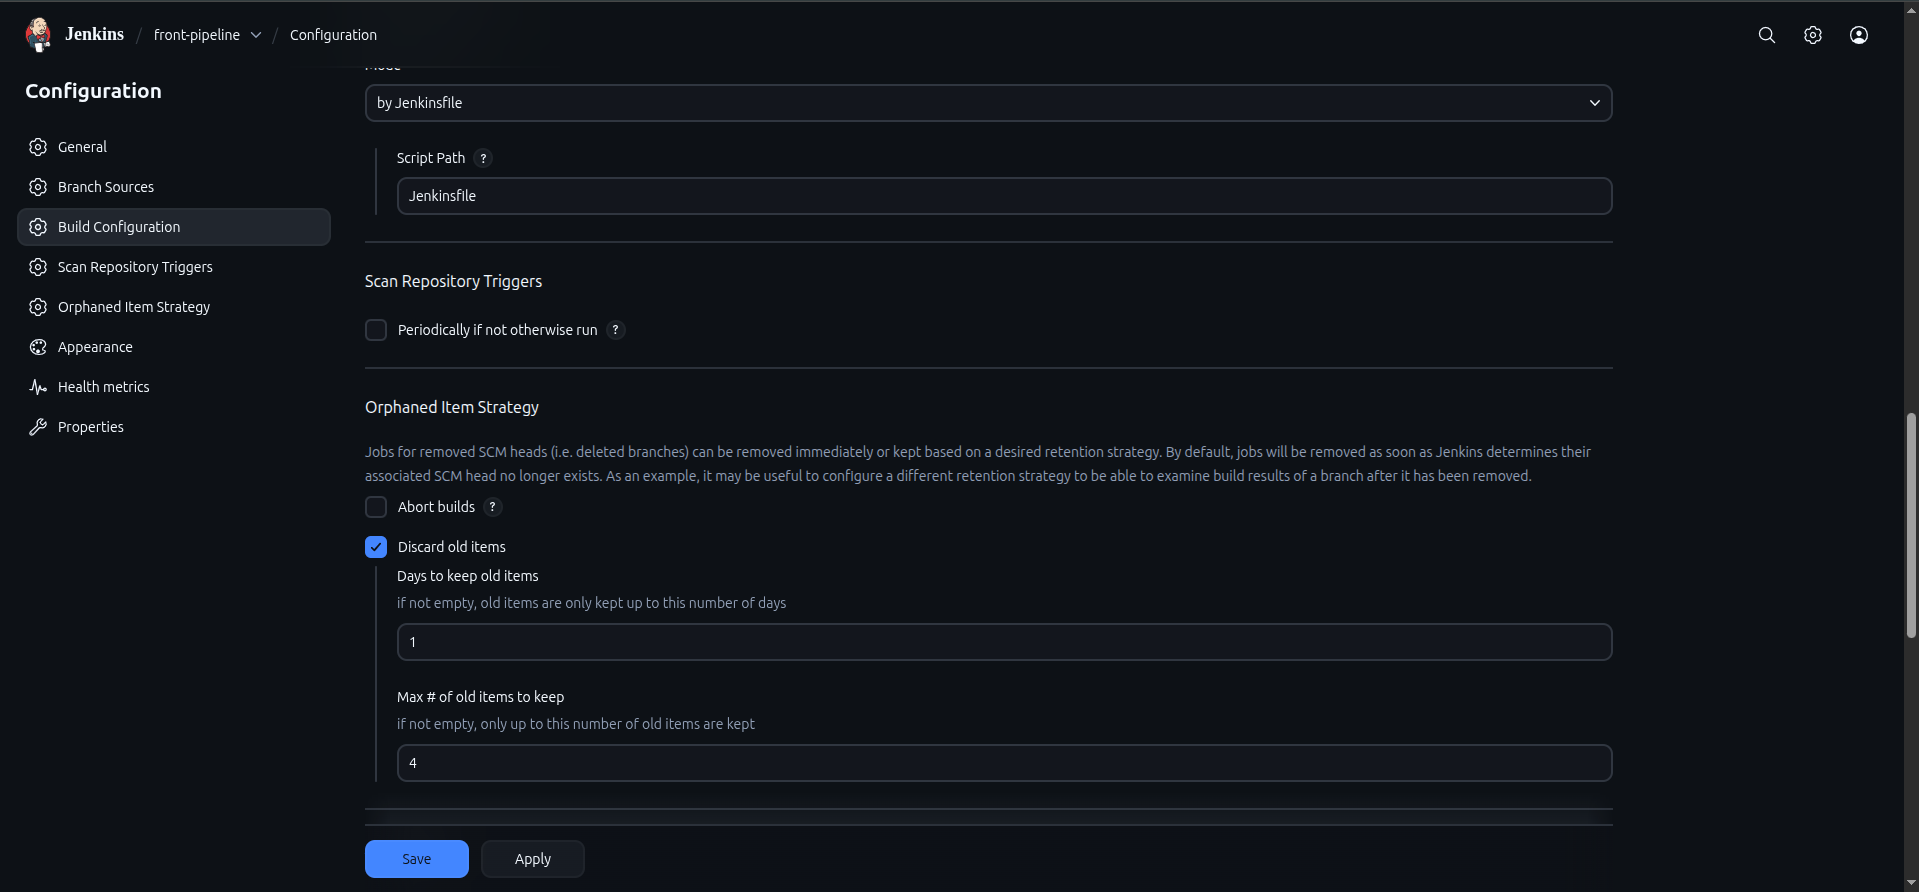 Jenkins / front-pipeline / Configuration
Configuration
General
Branch Sources
Build Configuration
Scan Repository Triggers
Orphaned Item Strategy
Appearance
Health metrics
Properties
Mode
by Jenkinsfile
Script Path ?
Jenkinsfile
Scan Repository Triggers
Periodically if not otherwise run ?
Orphaned Item Strategy
Jobs for removed SCM heads (i.e. deleted branches) can be removed immediately or kept based on a desired retention strategy. By default, jobs will be removed as soon as Jenkins determines their
associated SCM head no longer exists. As an example, it may be useful to configure a different retention strategy to be able to examine build results of a branch after it has been removed.
Abort builds ?
Discard old items
Days to keep old items
if not empty, old items are only kept up to this number of days
1
Max # of old items to keep
if not empty, only up to this number of old items are kept
4
Save
Apply